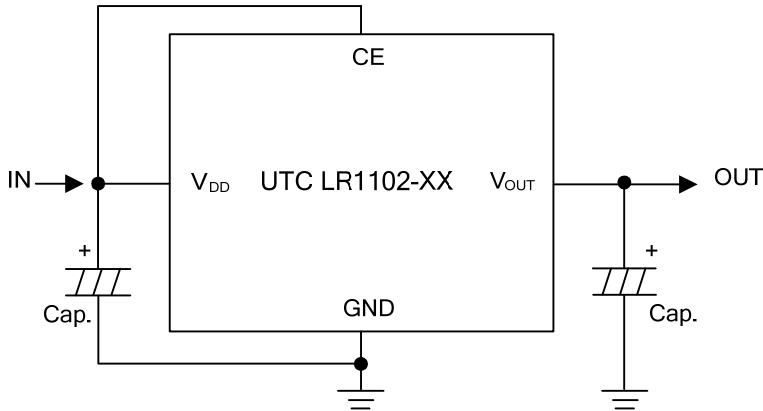 CE
IN
VDD
UTC LR1102-XX
VOUT
OUT
+
+
Cap.
GND
Cap.